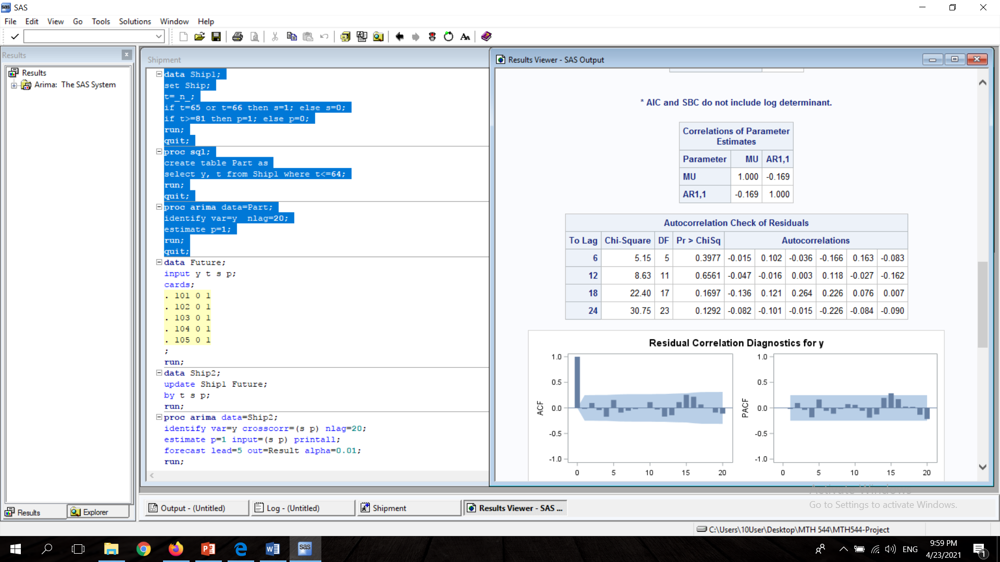 SAS
File Edit View Go Tools Solutions Window Help
Results
Results
Arima: The SAS System
Results
Explorer
Shipment
data Ship1;
set Ship;
t=_n_;
if t=65 or t=66 then s=1; else s=0;
if t>=81 then p=1; else p=0;
run;
quit;
proc sql;
create table Part as
select y, t from Ship1 where t<=64;
run;
quit;
proc arima data=Part;
identify var=y  nlag=20;
estimate p=1;
run;
quit;
data Future;
input y t s p;
cards;
. 101 0 1
. 102 0 1
. 103 0 1
. 104 0 1
. 105 0 1
;
run;
data Ship2;
update Ship1 Future;
by t s p;
run;
proc arima data=Ship2;
identify var=y crosscorr=(s p) nlag=20;
estimate p=1 input=(s p) printall;
forecast lead=5 out=Result alpha=0.01;
run;
Results Viewer - SAS Output
* AIC and SBC do not include log determinant.
Correlations of Parameter
Estimates
Parameter MU AR1,1
MU 1.000 -0.169
AR1,1 -0.169 1.000
Autocorrelation Check of Residuals
To Lag Chi-Square DF Pr > ChiSq Autocorrelations
6 5.15 5 0.3977 -0.015 0.102 -0.036 -0.166 0.163 -0.083
12 8.63 11 0.6561 -0.047 -0.016 0.003 0.118 -0.027 -0.162
18 22.40 17 0.1697 -0.136 0.121 0.264 0.226 0.076 0.007
24 30.75 23 0.1292 -0.082 -0.101 -0.015 -0.226 -0.084 -0.090
Residual Correlation Diagnostics for y
ACF
1.0
0.5
0.0
-0.5
-1.0
0 5 10 15 20
PACF
1.0
0.5
0.0
-0.5
-1.0
0 5 10 15 20
Activate Windows
Go to Settings to activate Windows.
Output - (Untitled)
Log - (Untitled)
Shipment
Results Viewer - SAS ...
C:\Users\10User\Desktop\MTH 544\MTH544-Project
ENG
9:59 PM
4/23/2021
1